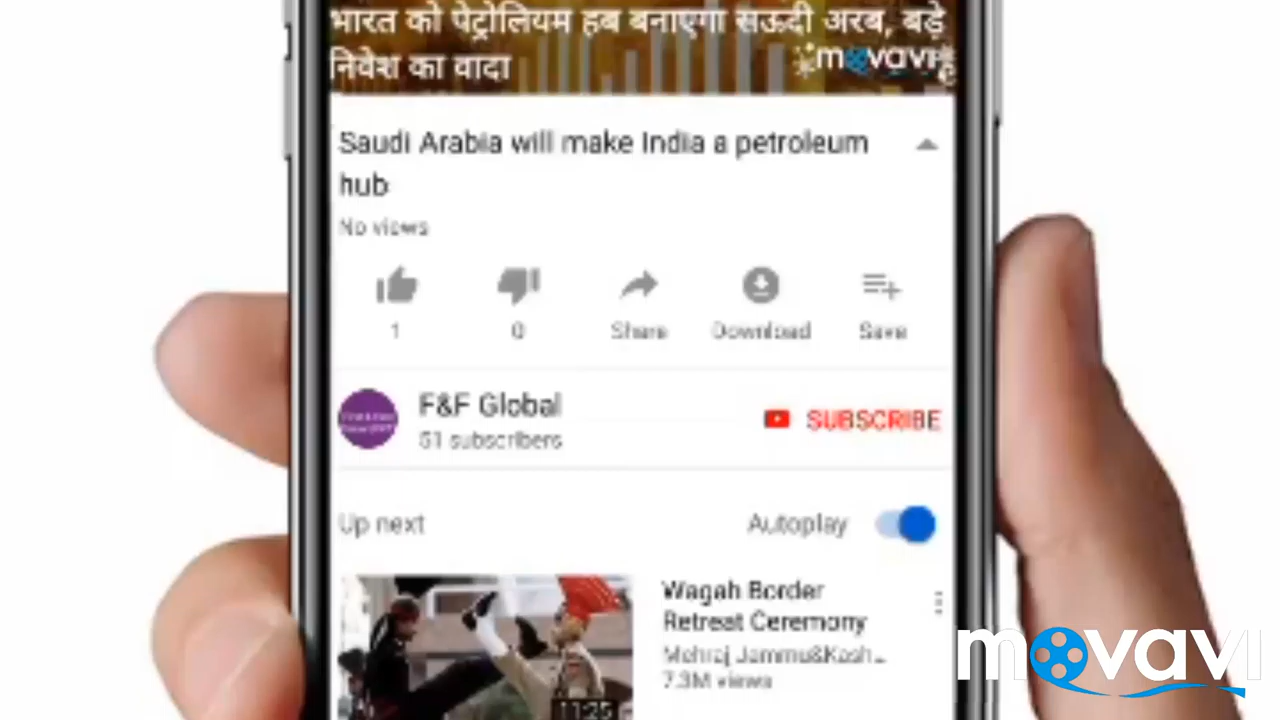 भारत को पेट्रोलियम हब बनाएगा सऊदी अरब, बड़े
निवेश का वादा
movavi
Saudi Arabia will make India a petroleum
hub
No views
1
0
Share
Download
Save
F&F Global
51 subscribers
SUBSCRIBE
Up next
Autoplay
Wagah Border
Retreat Ceremony
Mehraj Jammu&Kash...
7.3M views
11:25
movavi